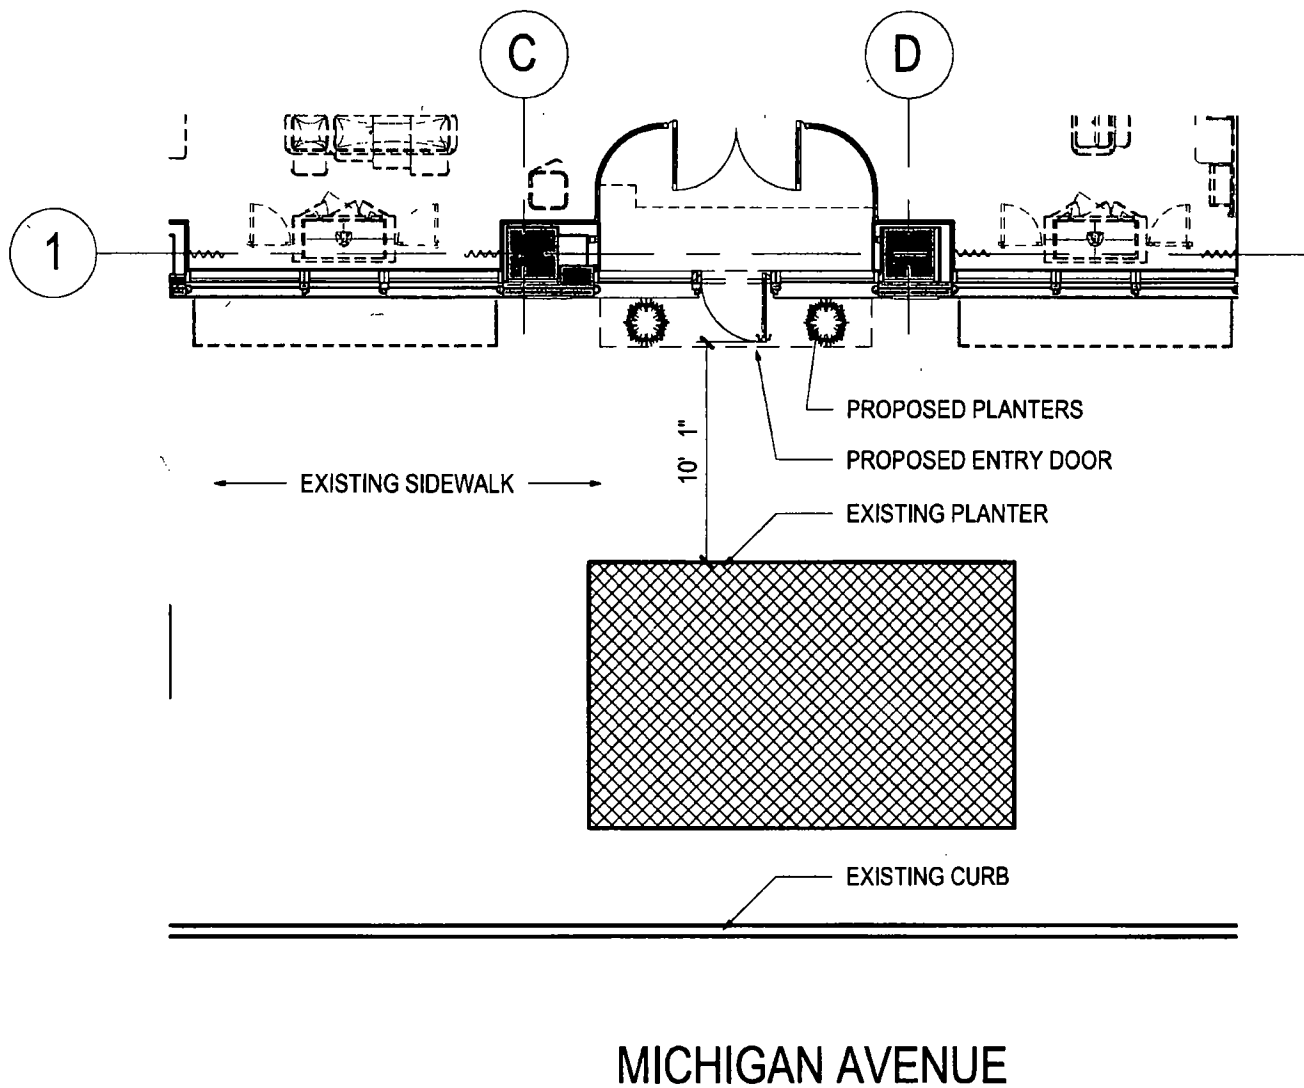 C
D
1
PROPOSED PLANTERS
10' 1"
PROPOSED ENTRY DOOR
EXISTING SIDEWALK
EXISTING PLANTER
EXISTING CURB
MICHIGAN AVENUE